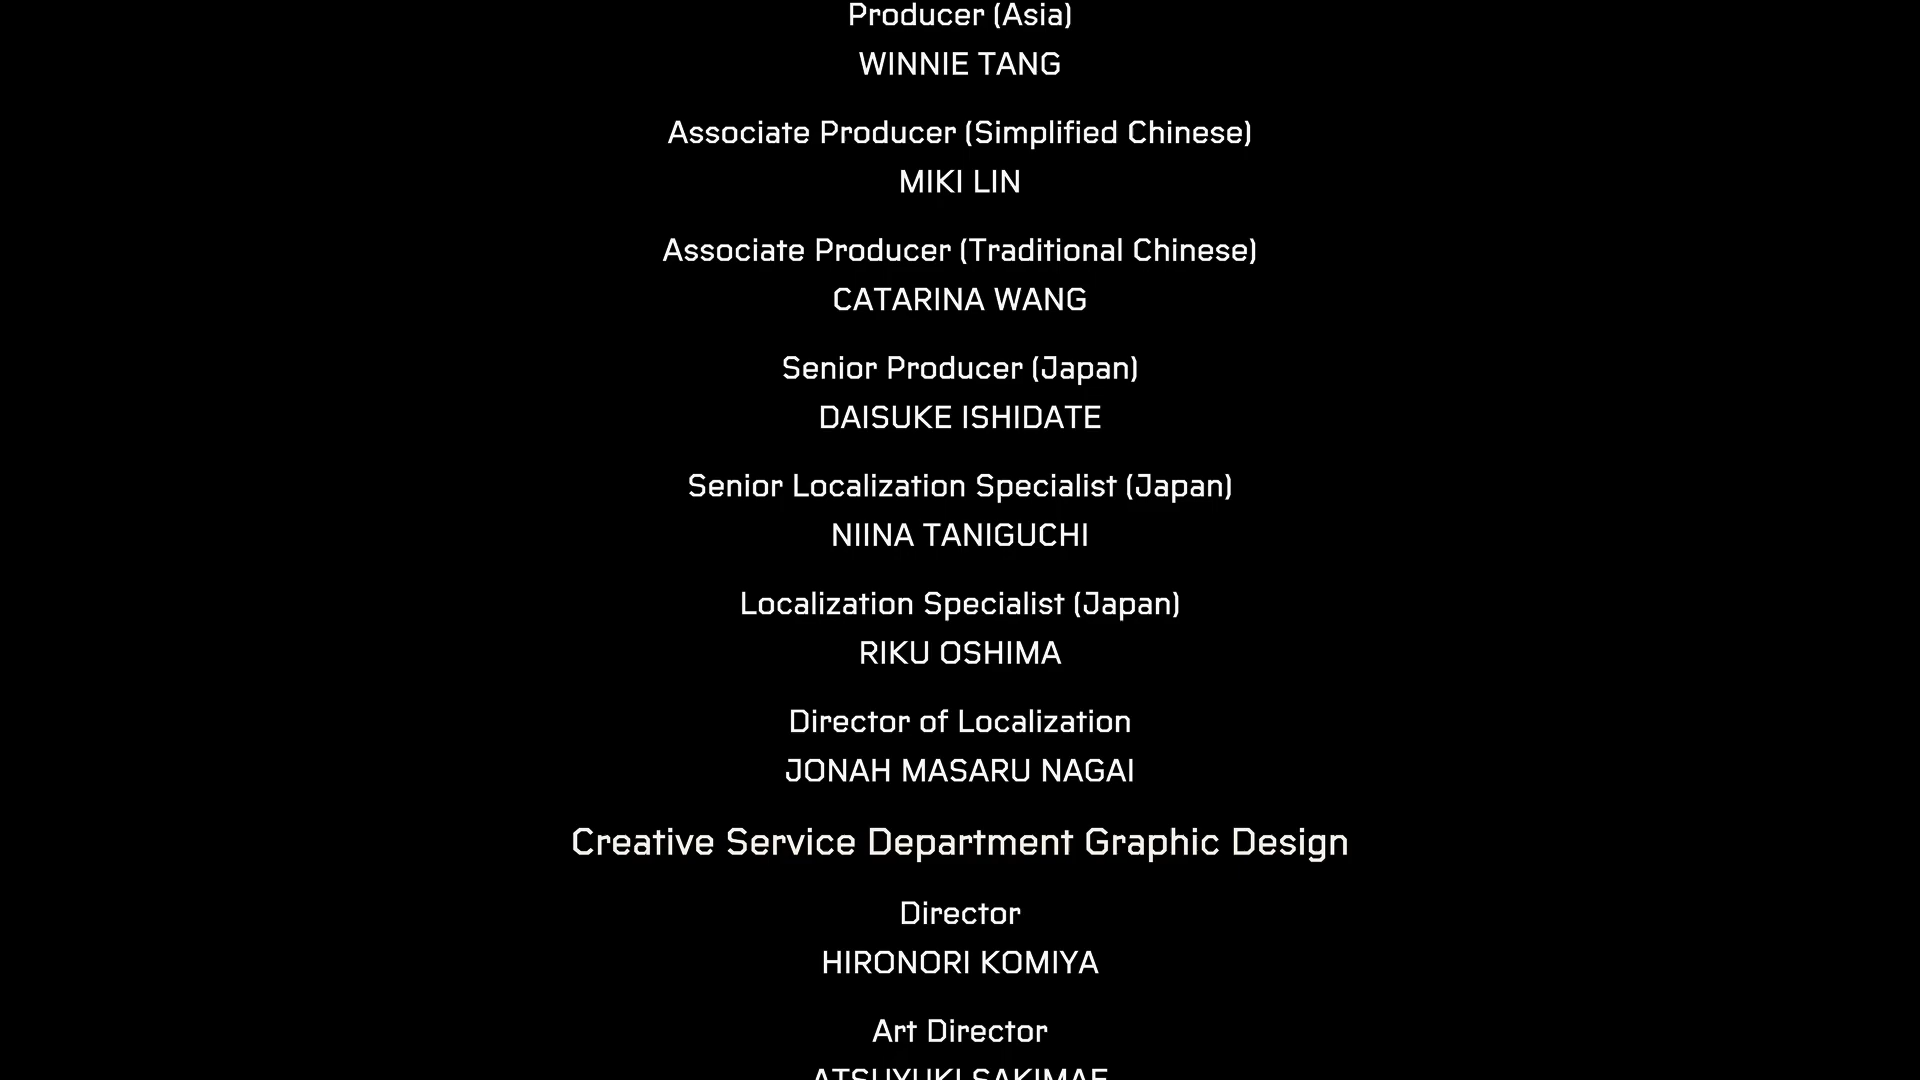 Producer (Asia)
WINNIE TANG
Associate Producer (Simplified Chinese)
MIKI LIN
Associate Producer (Traditional Chinese)
CATARINA WANG
Senior Producer (Japan)
DAISUKE ISHIDATE
Senior Localization Specialist (Japan)
NIINA TANIGUCHI
Localization Specialist (Japan)
RIKU OSHIMA
Director of Localization
JONAH MASARU NAGAI
Creative Service Department Graphic Design
Director
HIRONORI KOMIYA
Art Director
ATSUYUKI SAKIMAE